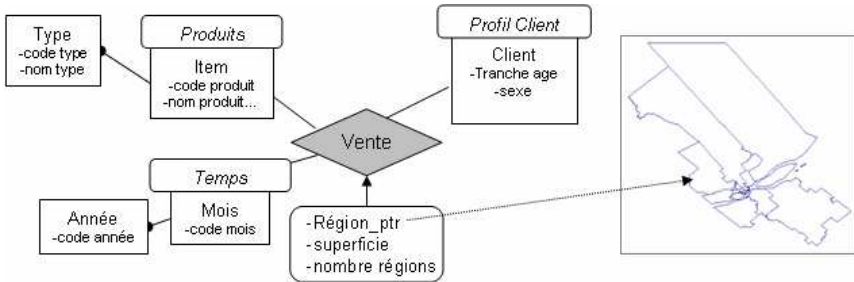 Type
-code type
-nom type
Produits
Item
-code produit
-nom produit...
Profil Client
Client
-Tranche age
-sexe
Vente
Temps
Mois
-code mois
Année
-code année
-Région_ptr
-superficie
-nombre régions